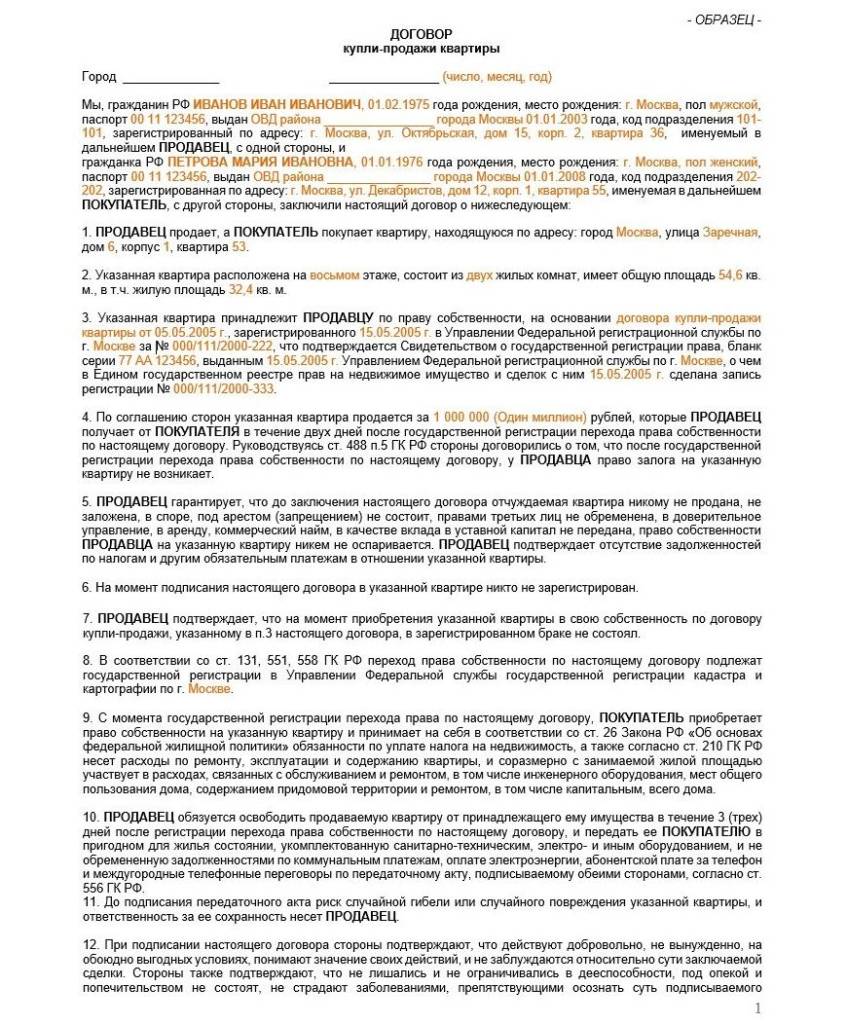 - ОБРАЗЕЦ -
ДОГОВОР
купли-продажи квартиры
Город _______________ _________________ (число, месяц, год)
Мы, гражданин РФ ИВАНОВ ИВАН ИВАНОВИЧ, 01.02.1975 года рождения, место рождения: г. Москва, пол мужской,
паспорт 00 11 123456, выдан ОВД района ________________ города Москвы 01.01.2003 года, код подразделения 101-
101, зарегистрированный по адресу: г. Москва, ул. Октябрьская, дом 15, корп. 2, квартира 36, именуемый в
дальнейшем ПРОДАВЕЦ, с одной стороны, и
гражданка РФ ПЕТРОВА МАРИЯ ИВАНОВНА, 01.01.1976 года рождения, место рождения: г. Москва, пол женский,
паспорт 00 11 123456, выдан ОВД района ________________ города Москвы 01.01.2008 года, код подразделения 202-
202, зарегистрированная по адресу: г. Москва, ул. Декабристов, дом 12, корп. 1, квартира 55, именуемая в дальнейшем
ПОКУПАТЕЛЬ, с другой стороны, заключили настоящий договор о нижеследующем:
1. ПРОДАВЕЦ продает, а ПОКУПАТЕЛЬ покупает квартиру, находящуюся по адресу: город Москва, улица Заречная,
дом 6, корпус 1, квартира 53.
2. Указанная квартира расположена на восьмом этаже, состоит из двух жилых комнат, имеет общую площадь 54,6 кв.
м., в т.ч. жилую площадь 32,4 кв. м.
3. Указанная квартира принадлежит ПРОДАВЦУ по праву собственности, на основании договора купли-продажи
квартиры от 05.05.2005 г., зарегистрированного 15.05.2005 г. в Управлении Федеральной регистрационной службы по
г. Москве за № 000/111/2000-222, что подтверждается Свидетельством о государственной регистрации права, бланк
серии 77 АА 123456, выданным 15.05.2005 г. Управлением Федеральной регистрационной службы по г. Москве, о чем
в Едином государственном реестре прав на недвижимое имущество и сделок с ним 15.05.2005 г. сделана запись
регистрации № 000/111/2000-333.
4. По соглашению сторон указанная квартира продается за 1 000 000 (Один миллион) рублей, которые ПРОДАВЕЦ
получает от ПОКУПАТЕЛЯ в течение двух дней после государственной регистрации перехода права собственности
по настоящему договору. Руководствуясь ст. 488 п.5 ГК РФ стороны договорились о том, что после государственной
регистрации перехода права собственности по настоящему договору, у ПРОДАВЦА право залога на указанную
квартиру не возникает.
5. ПРОДАВЕЦ гарантирует, что до заключения настоящего договора отчуждаемая квартира никому не продана, не
заложена, в споре, под арестом (запрещением) не состоит, правами третьих лиц не обременена, в доверительное
управление, в аренду, коммерческий найм, в качестве вклада в уставной капитал не передана, право собственности
ПРОДАВЦА на указанную квартиру никем не оспаривается. ПРОДАВЕЦ подтверждает отсутствие задолженностей
по налогам и другим обязательным платежам в отношении указанной квартиры.
6. На момент подписания настоящего договора в указанной квартире никто не зарегистрирован.
7. ПРОДАВЕЦ подтверждает, что на момент приобретения указанной квартиры в свою собственность по договору
купли-продажи, указанному в п.3 настоящего договора, в зарегистрированном браке не состоял.
8. В соответствии со ст. 131, 551, 558 ГК РФ переход права собственности по настоящему договору подлежат
государственной регистрации в Управлении Федеральной службы государственной регистрации кадастра и
картографии по г. Москве.
9. С момента государственной регистрации перехода права по настоящему договору, ПОКУПАТЕЛЬ приобретает
право собственности на указанную квартиру и принимает на себя в соответствии со ст. 26 Закона РФ «Об основах
федеральной жилищной политики» обязанности по уплате налога на недвижимость, а также согласно ст. 210 ГК РФ
несет расходы по ремонту, эксплуатации и содержанию квартиры, и соразмерно с занимаемой жилой площадью
участвует в расходах, связанных с обслуживанием и ремонтом, в том числе инженерного оборудования, мест общего
пользования дома, содержанием придомовой территории и ремонтом, в том числе капитальным, всего дома.
10. ПРОДАВЕЦ обязуется освободить продаваемую квартиру от принадлежащего ему имущества в течение 3 (трех)
дней после регистрации перехода права собственности по настоящему договору, и передать ее ПОКУПАТЕЛЮ в
пригодном для жилья состоянии, укомплектованную санитарно-техническим, электро- и иным оборудованием, и не
обремененную задолженностями по коммунальным платежам, оплате электроэнергии, абонентской плате за телефон
и междугородные телефонные переговоры по передаточному акту, подписываемому обеими сторонами, согласно ст.
556 ГК РФ.
11. До подписания передаточного акта риск случайной гибели или случайного повреждения указанной квартиры, и
ответственность за ее сохранность несет ПРОДАВЕЦ.
12. При подписании настоящего договора стороны подтверждают, что действуют добровольно, не вынужденно, на
обоюдно выгодных условиях, понимают значение своих действий, и не заблуждаются относительно сути заключаемой
сделки. Стороны также подтверждают, что не лишались и не ограничивались в дееспособности, под опекой и
попечительством не состоят, не страдают заболеваниями, препятствующими осознать суть подписываемого
1